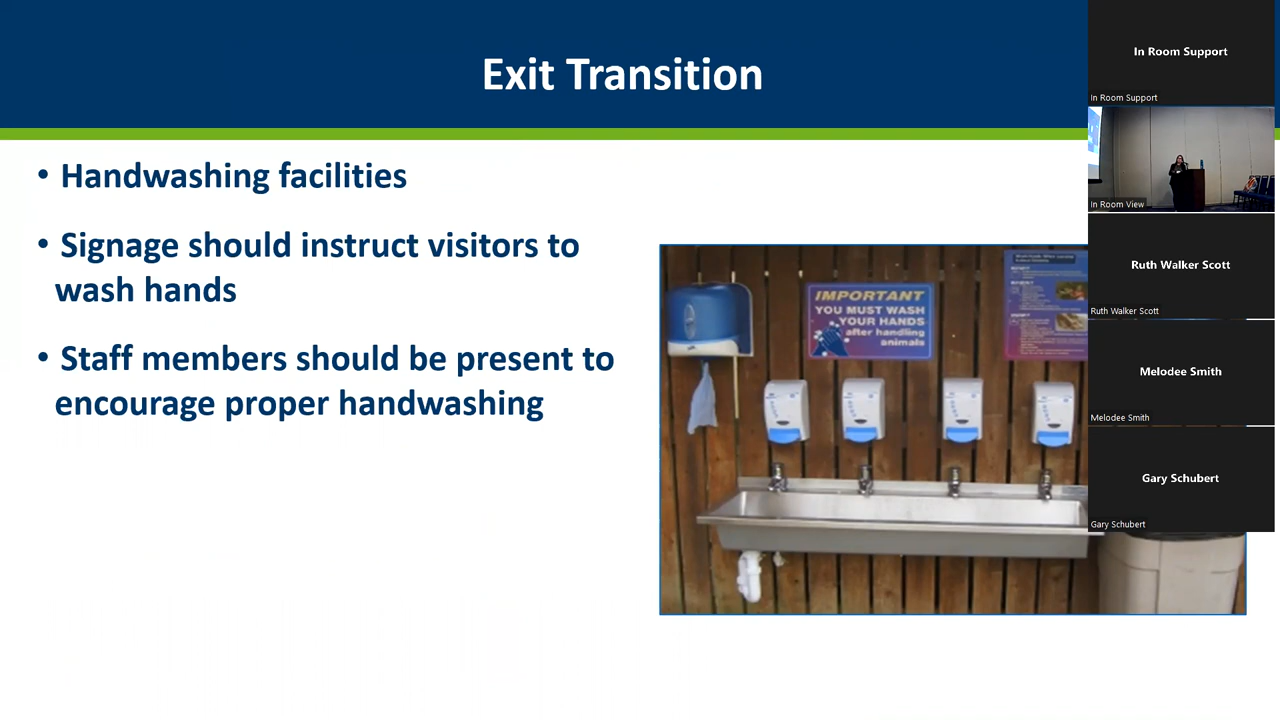 Exit Transition
• Handwashing facilities
• Signage should instruct visitors to
wash hands
• Staff members should be present to
encourage proper handwashing
IMPORTANT
YOU MUST WASH
YOUR HANDS
after handling
animals
In Room Support
In Room Support
In Room View
Ruth Walker Scott
Ruth Walker Scott
Melodee Smith
Melodee Smith
Gary Schubert
Gary Schubert